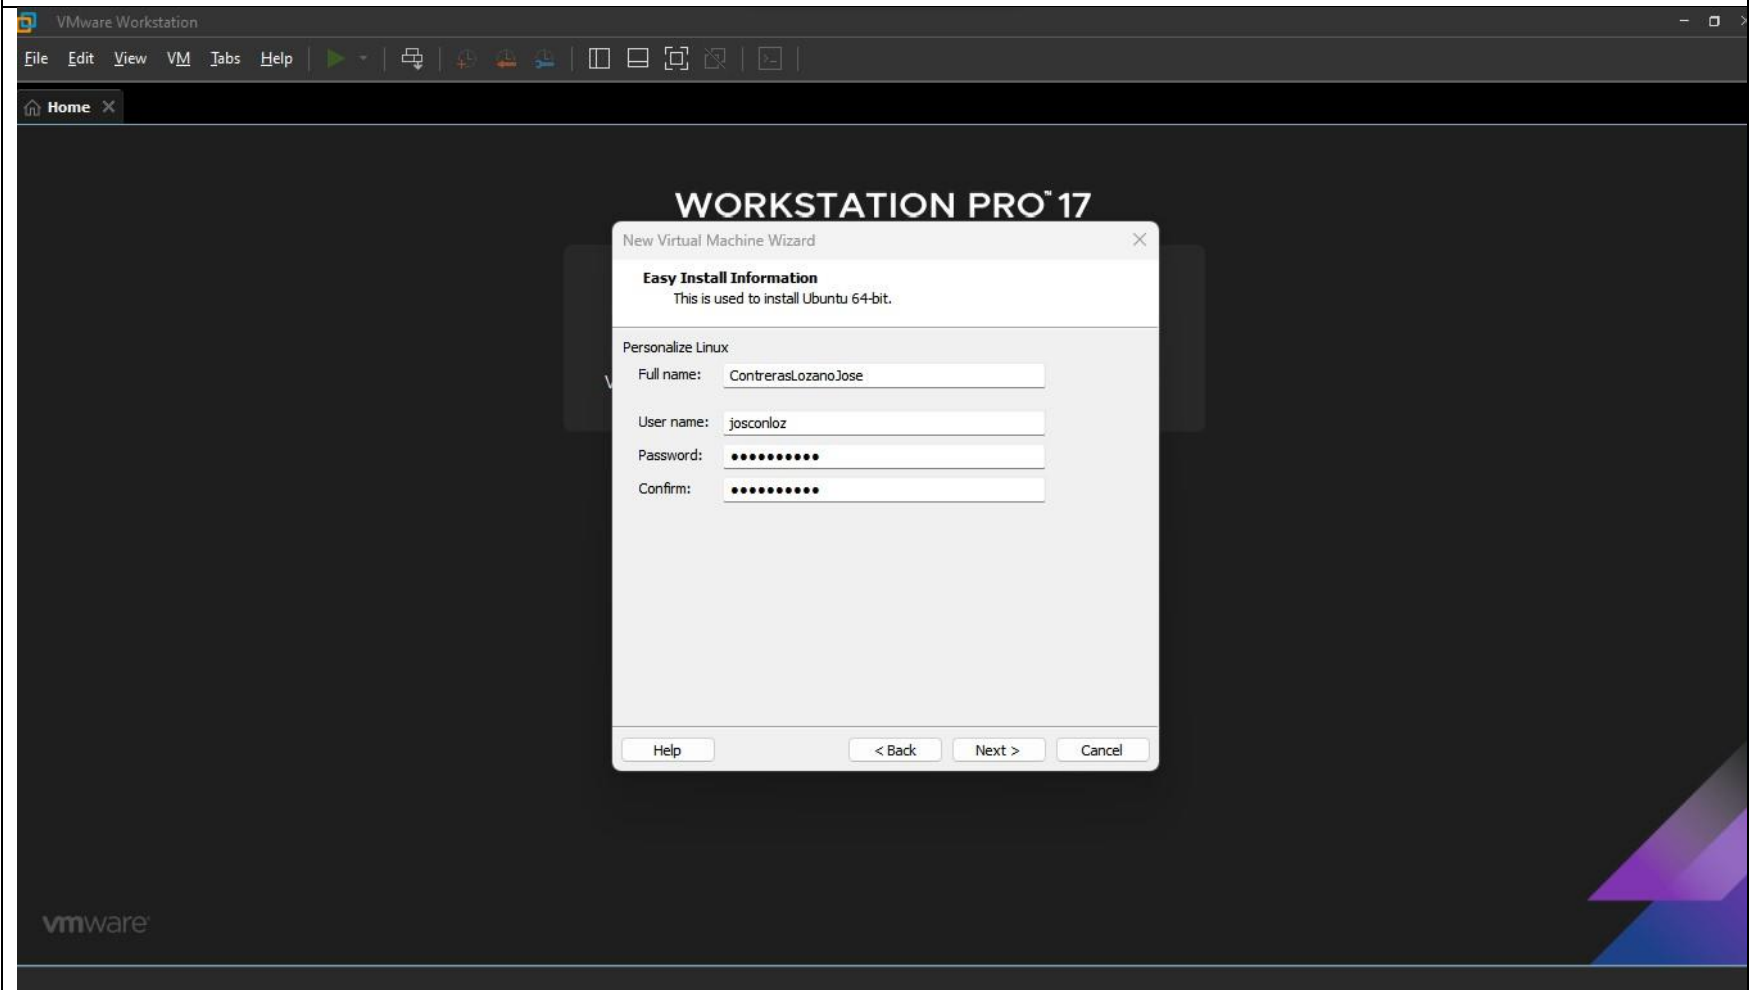 VMware Workstation
File Edit View VM Tabs Help
Home
WORKSTATION PRO™ 17
New Virtual Machine Wizard
Easy Install Information
This is used to install Ubuntu 64-bit.
Personalize Linux
Full name: ContrerasLozanoJose
User name: josconloz
Password: ●●●●●●●●●●
Confirm: ●●●●●●●●●●
Help < Back Next > Cancel
vmware